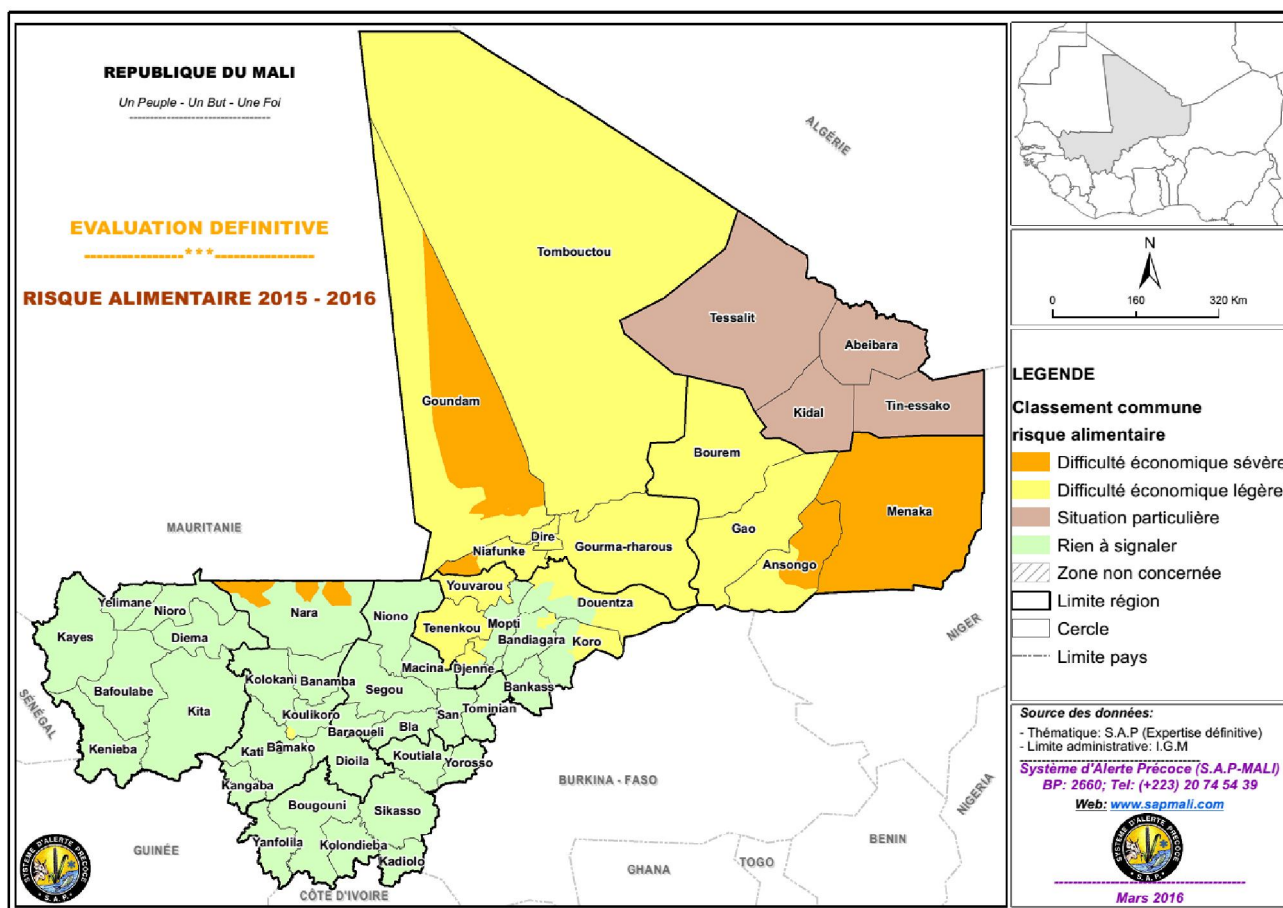 REPUBLIQUE DU MALI
Un Peuple - Un But - Une Foi
EVALUATION DEFINITIVE
***
RISQUE ALIMENTAIRE 2015 - 2016
ALGÉRIE
MAURITANIE
NIGER
SÉNÉGAL
BURKINA - FASO
NIGERIA
BENIN
GUINÉE
GHANA
TOGO
CÔTE D'IVOIRE
Tombouctou
Tessalit
Abeibara
Goundam
Kidal
Tin-essako
Bourem
Menaka
Gao
Dire
Niafunke
Gourma-rharous
Ansongo
Youvarou
Douentza
Yelimane
Nioro
Nara
Niono
Tenenkou
Mopti
Kayes
Diema
Bandiagara
Koro
Macina
Djenne
Kolokani
Banamba
Segou
Bankass
Bafoulabe
Kita
Koulikoro
San
Tominian
Baraoueli
Bla
Kenieba
Kati
Bamako
Dioila
Koutiala
Yorosso
Kangaba
Bougouni
Sikasso
Yanfolila
Kolondieba
Kadiolo
SYSTÈME D'ALERTE PRÉCOCE
S.A.P.
N
0 160 320 Km
LEGENDE
Classement commune
risque alimentaire
Difficulté économique sévère
Difficulté économique légère
Situation particulière
Rien à signaler
Zone non concernée
Limite région
Cercle
Limite pays
Source des données:
- Thématique: S.A.P (Expertise définitive)
- Limite administrative: I.G.M
Système d'Alerte Précoce (S.A.P-MALI)
BP: 2660; Tel: (+223) 20 74 54 39
Web: www.sapmali.com
SYSTÈME D'ALERTE PRÉCOCE
S.A.P.
Mars 2016